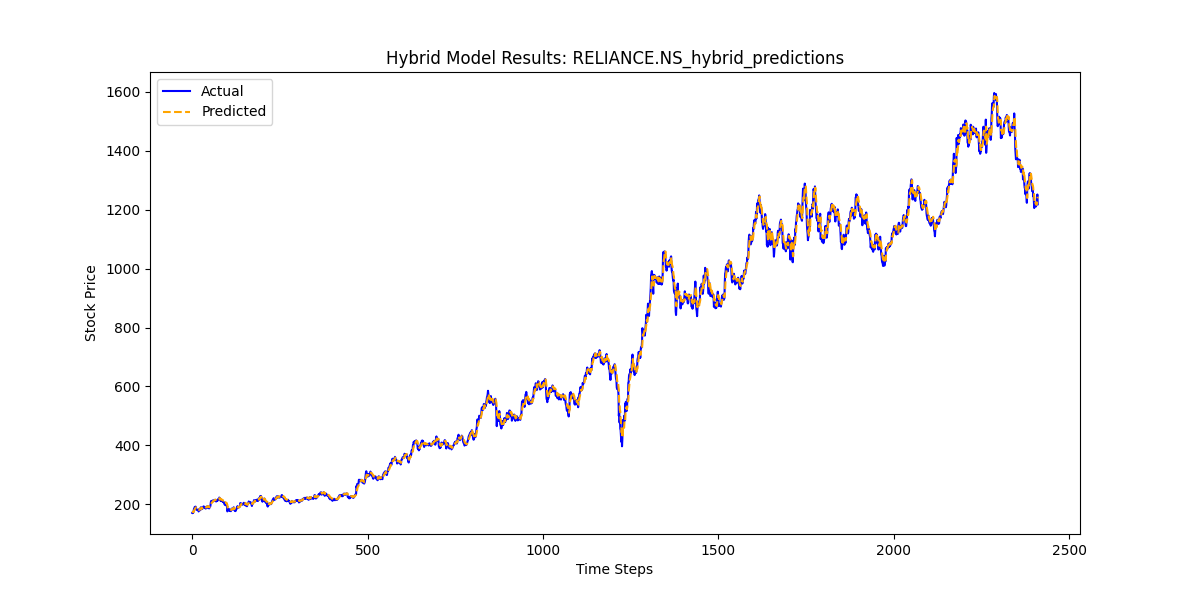 Hybrid Model Results: RELIANCE.NS_hybrid_predictions
Actual
Predicted
1600
1400
1200
1000
800
600
400
200
Stock Price
0 500 1000 1500 2000 2500
Time Steps